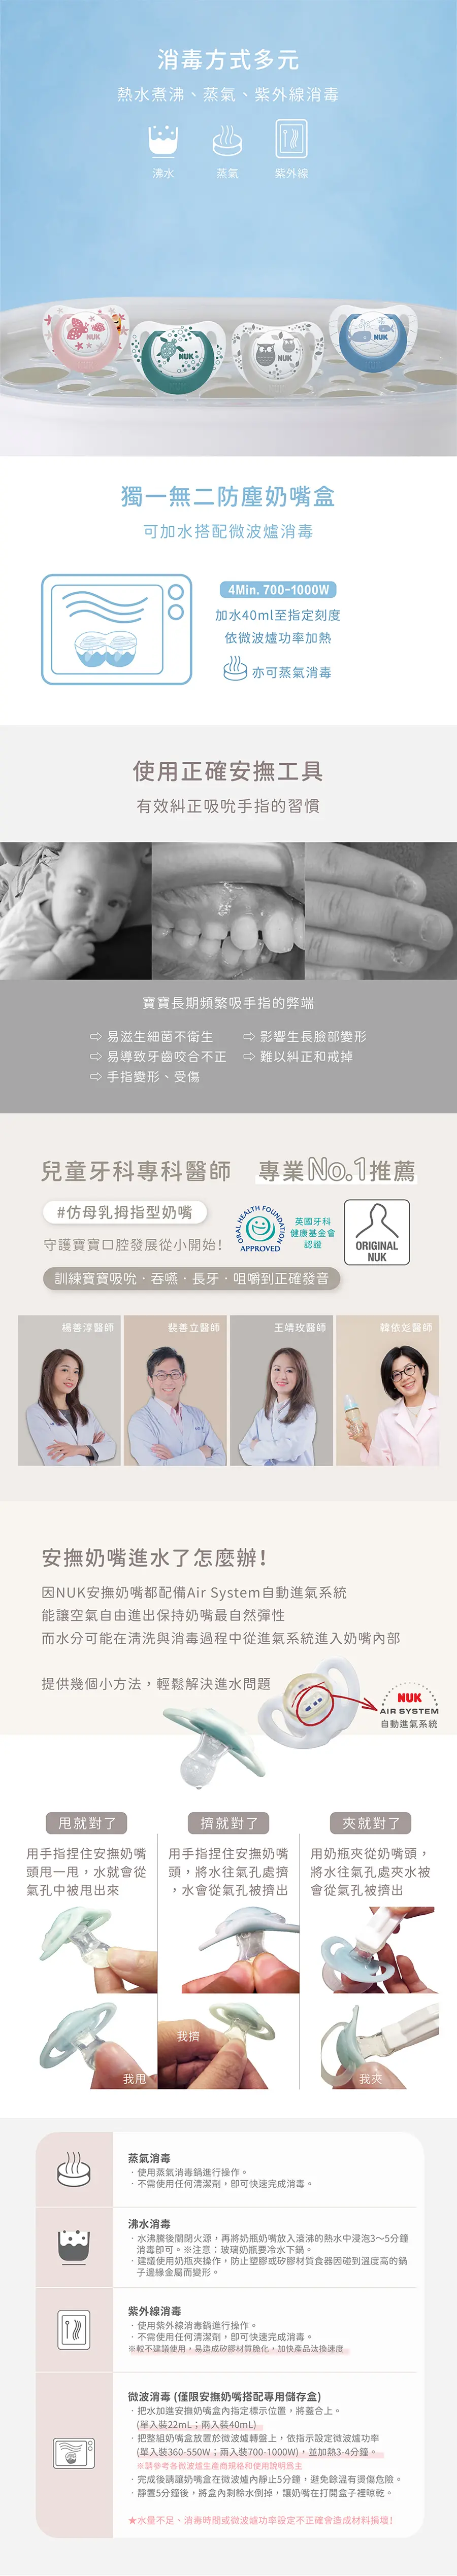 消毒方式多元
熱水煮沸、蒸氣、紫外線消毒
沸水
蒸氣
紫外線
NUK
NUK
NUK
NUK
獨一無二防塵奶嘴盒
可加水搭配微波爐消毒
4Min. 700-1000W
加水40ml至指定刻度
依微波爐功率加熱
亦可蒸氣消毒
使用正確安撫工具
有效糾正吸吮手指的習慣
寶寶長期頻繁吸手指的弊端
⇨ 易滋生細菌不衛生
⇨ 影響生長臉部變形
⇨ 易導致牙齒咬合不正
⇨ 難以糾正和戒掉
⇨ 手指變形、受傷
兒童牙科專科醫師 專業No.1推薦
#仿母乳拇指型奶嘴
守護寶寶口腔發展從小開始!
ORAL HEALTH FOUNDATION
APPROVED
英國牙科
健康基金會
認證
ORIGINAL
NUK
訓練寶寶吸吮・吞嚥・長牙・咀嚼到正確發音
楊善淳醫師
裴善立醫師
王靖玫醫師
韓依彣醫師
安撫奶嘴進水了怎麼辦!
因NUK安撫奶嘴都配備Air System自動進氣系統
能讓空氣自由進出保持奶嘴最自然彈性
而水分可能在清洗與消毒過程中從進氣系統進入奶嘴內部
提供幾個小方法，輕鬆解決進水問題
NUK
AIR SYSTEM
自動進氣系統
甩就對了
用手指捏住安撫奶嘴
頭甩一甩，水就會從
氣孔中被甩出來
我甩
擠就對了
用手指捏住安撫奶嘴
頭，將水往氣孔處擠
，水會從氣孔被擠出
我擠
夾就對了
用奶瓶夾從奶嘴頭，
將水往氣孔處夾水被
會從氣孔被擠出
我夾
蒸氣消毒
・使用蒸氣消毒鍋進行操作。
・不需使用任何清潔劑，即可快速完成消毒。
沸水消毒
・水沸騰後關閉火源，再將奶瓶奶嘴放入滾沸的熱水中浸泡3～5分鐘
消毒即可。※注意：玻璃奶瓶要冷水下鍋。
・建議使用奶瓶夾操作，防止塑膠或矽膠材質食器因碰到溫度高的鍋
子邊緣金屬而變形。
紫外線消毒
・使用紫外線消毒鍋進行操作。
・不需使用任何清潔劑，即可快速完成消毒。
※較不建議使用，易造成矽膠材質脆化，加快產品汰換速度
微波消毒 (僅限安撫奶嘴搭配專用儲存盒)
・把水加進安撫奶嘴盒內指定標示位置，將蓋合上。
(單入裝22mL；兩入裝40mL)
・把整組奶嘴盒放置於微波爐轉盤上，依指示設定微波爐功率
(單入裝360-550W；兩入裝700-1000W)，並加熱3-4分鐘。
※請參考各微波爐生產商規格和使用說明爲主
・完成後請讓奶嘴盒在微波爐內靜止5分鐘，避免餘溫有燙傷危險。
・靜置5分鐘後，將盒內剩餘水倒掉，讓奶嘴在打開盒子裡晾乾。
★水量不足、消毒時間或微波爐功率設定不正確會造成材料損壞!